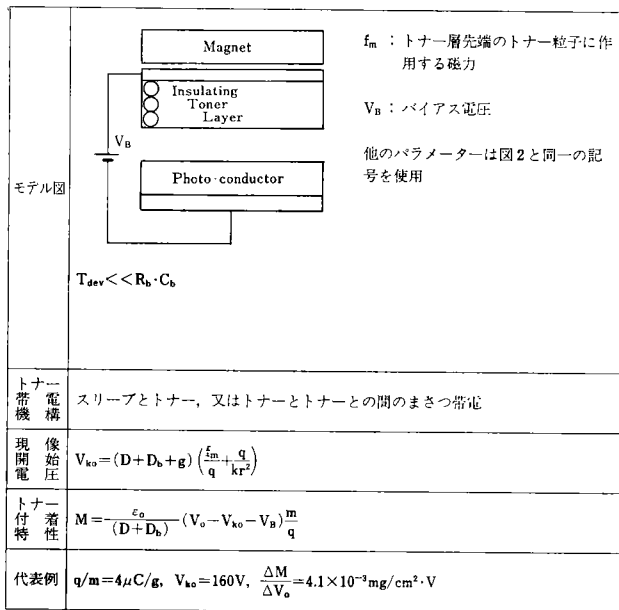 モデル図
Magnet
Insulating
Toner
Layer
V_B
Photo·conductor
T_dev<<R_b·C_b
f_m : トナー層先端のトナー粒子に作
用する磁力
V_B : バイアス電圧
他のパラメーターは図2と同一の記
号を使用
トナー
帯電
機構
スリーブとトナー，又はトナーとトナーとの間のまさつ帯電
現像
開始
電圧
V_ko=(D+D_b+g)(f_m/q+q/kr²)
トナー
付着
特性
M=ε_o/(D+D_b)(V_o−V_ko−V_B)m/q
代表例
q/m=4μC/g, V_ko=160V, ΔM/ΔV_o=4.1×10⁻³mg/cm²·V